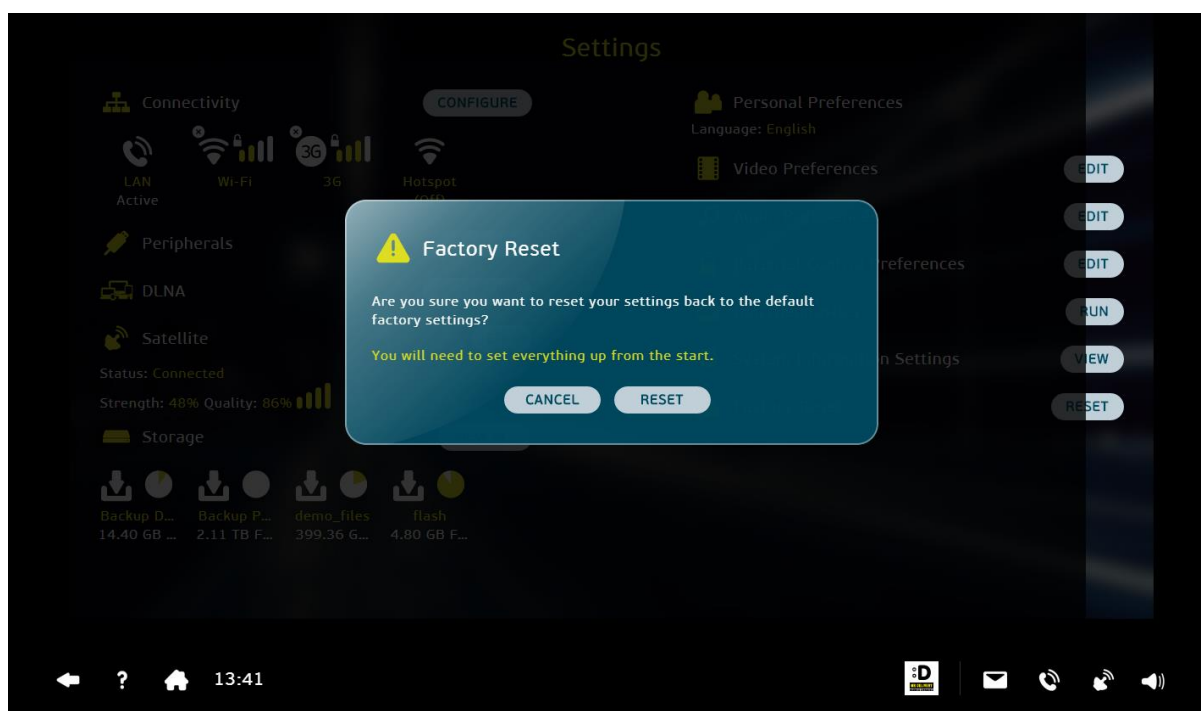 Settings
Connectivity
CONFIGURE
LAN
Active
Wi-Fi
3G
3G
Hotspot
(Off)
Peripherals
DLNA
Satellite
Status: Connected
Strength: 48% Quality: 86%
Storage
Backup D...
14.40 GB ...
Backup P...
2.11 TB F...
demo_files
399.36 G...
flash
4.80 GB F...
Personal Preferences
Language: English
Video Preferences
EDIT
EDIT
references
EDIT
RUN
n Settings
VIEW
RESET
Factory Reset
Are you sure you want to reset your settings back to the default
factory settings?
You will need to set everything up from the start.
CANCEL
RESET
?
13:41
:D